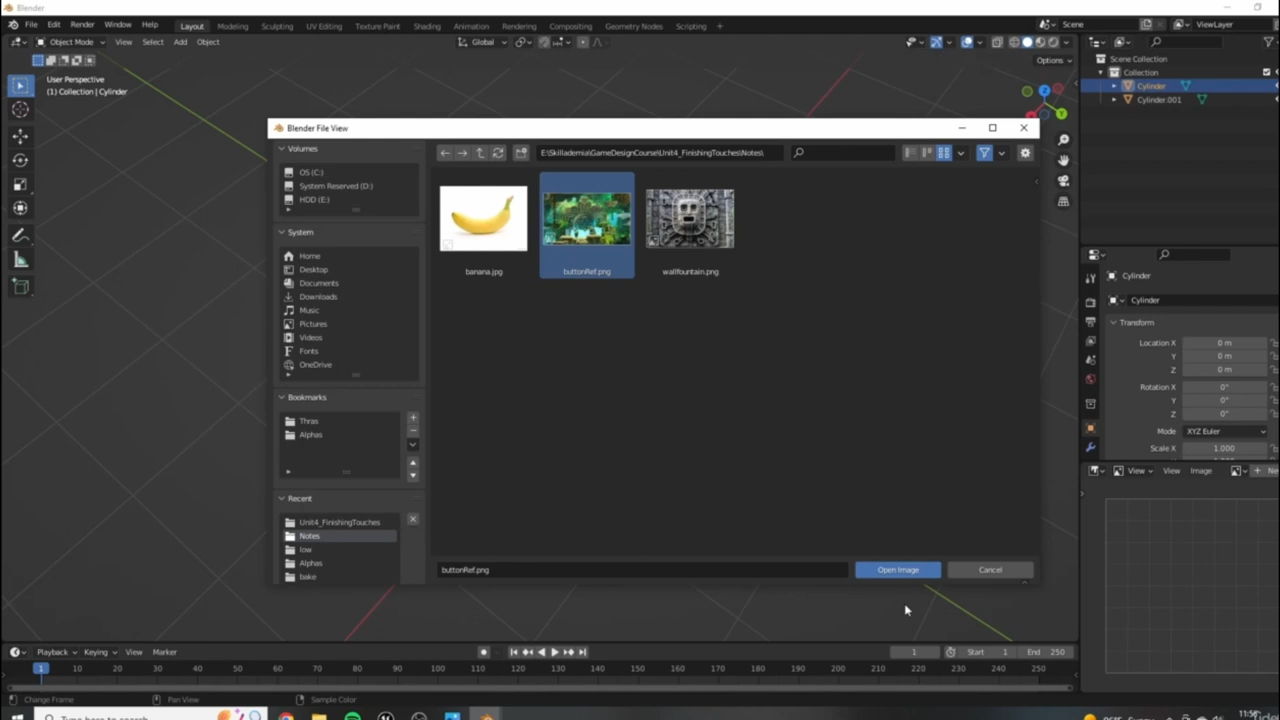 Blender
File Edit Render Window Help Layout Modeling Sculpting UV Editing Texture Paint Shading Animation Rendering Compositing Geometry Nodes Scripting + Scene ViewLayer
Object Mode View Select Add Object Global
Options
User Perspective
(1) Collection | Cylinder
Scene Collection
Collection
Cylinder
Cylinder.001
Z
Y
Blender File View
Volumes
OS (C:)
System Reserved (D:)
HDD (E:)
System
Home
Desktop
Documents
Downloads
Music
Pictures
Videos
Fonts
OneDrive
Bookmarks
Thras
Alphas
Recent
Unit4_FinishingTouches
Notes
low
Alphas
bake
E:\Skillademia\GameDesignCourse\Unit4_FinishingTouches\Notes\
banana.jpg
buttonRef.png
wallfountain.png
buttonRef.png
Open Image
Cancel
Cylinder
Cylinder
Transform
Location X 0 m
Y 0 m
Z 0 m
Rotation X 0°
Y 0°
Z 0°
Mode XYZ Euler
Scale X 1.000
View View Image + Ne
Playback Keying View Marker 1 Start 1 End 250
1 10 20 30 40 50 60 70 80 90 100 110 120 130 140 150 160 170 180 190 200 210 220 230 240 250
Change Frame Pan View Sample Color
Type here to search